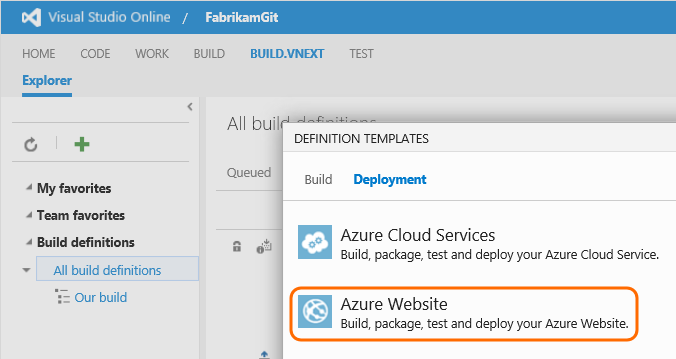 Visual Studio Online / FabrikamGit
HOME CODE WORK BUILD BUILD.VNEXT TEST
Explorer
All build definitions
DEFINITION TEMPLATES
Queued
Build Deployment
My favorites
Team favorites
Build definitions
All build definitions
Our build
Azure Cloud Services
Build, package, test and deploy your Azure Cloud Service.
Azure Website
Build, package, test and deploy your Azure Website.